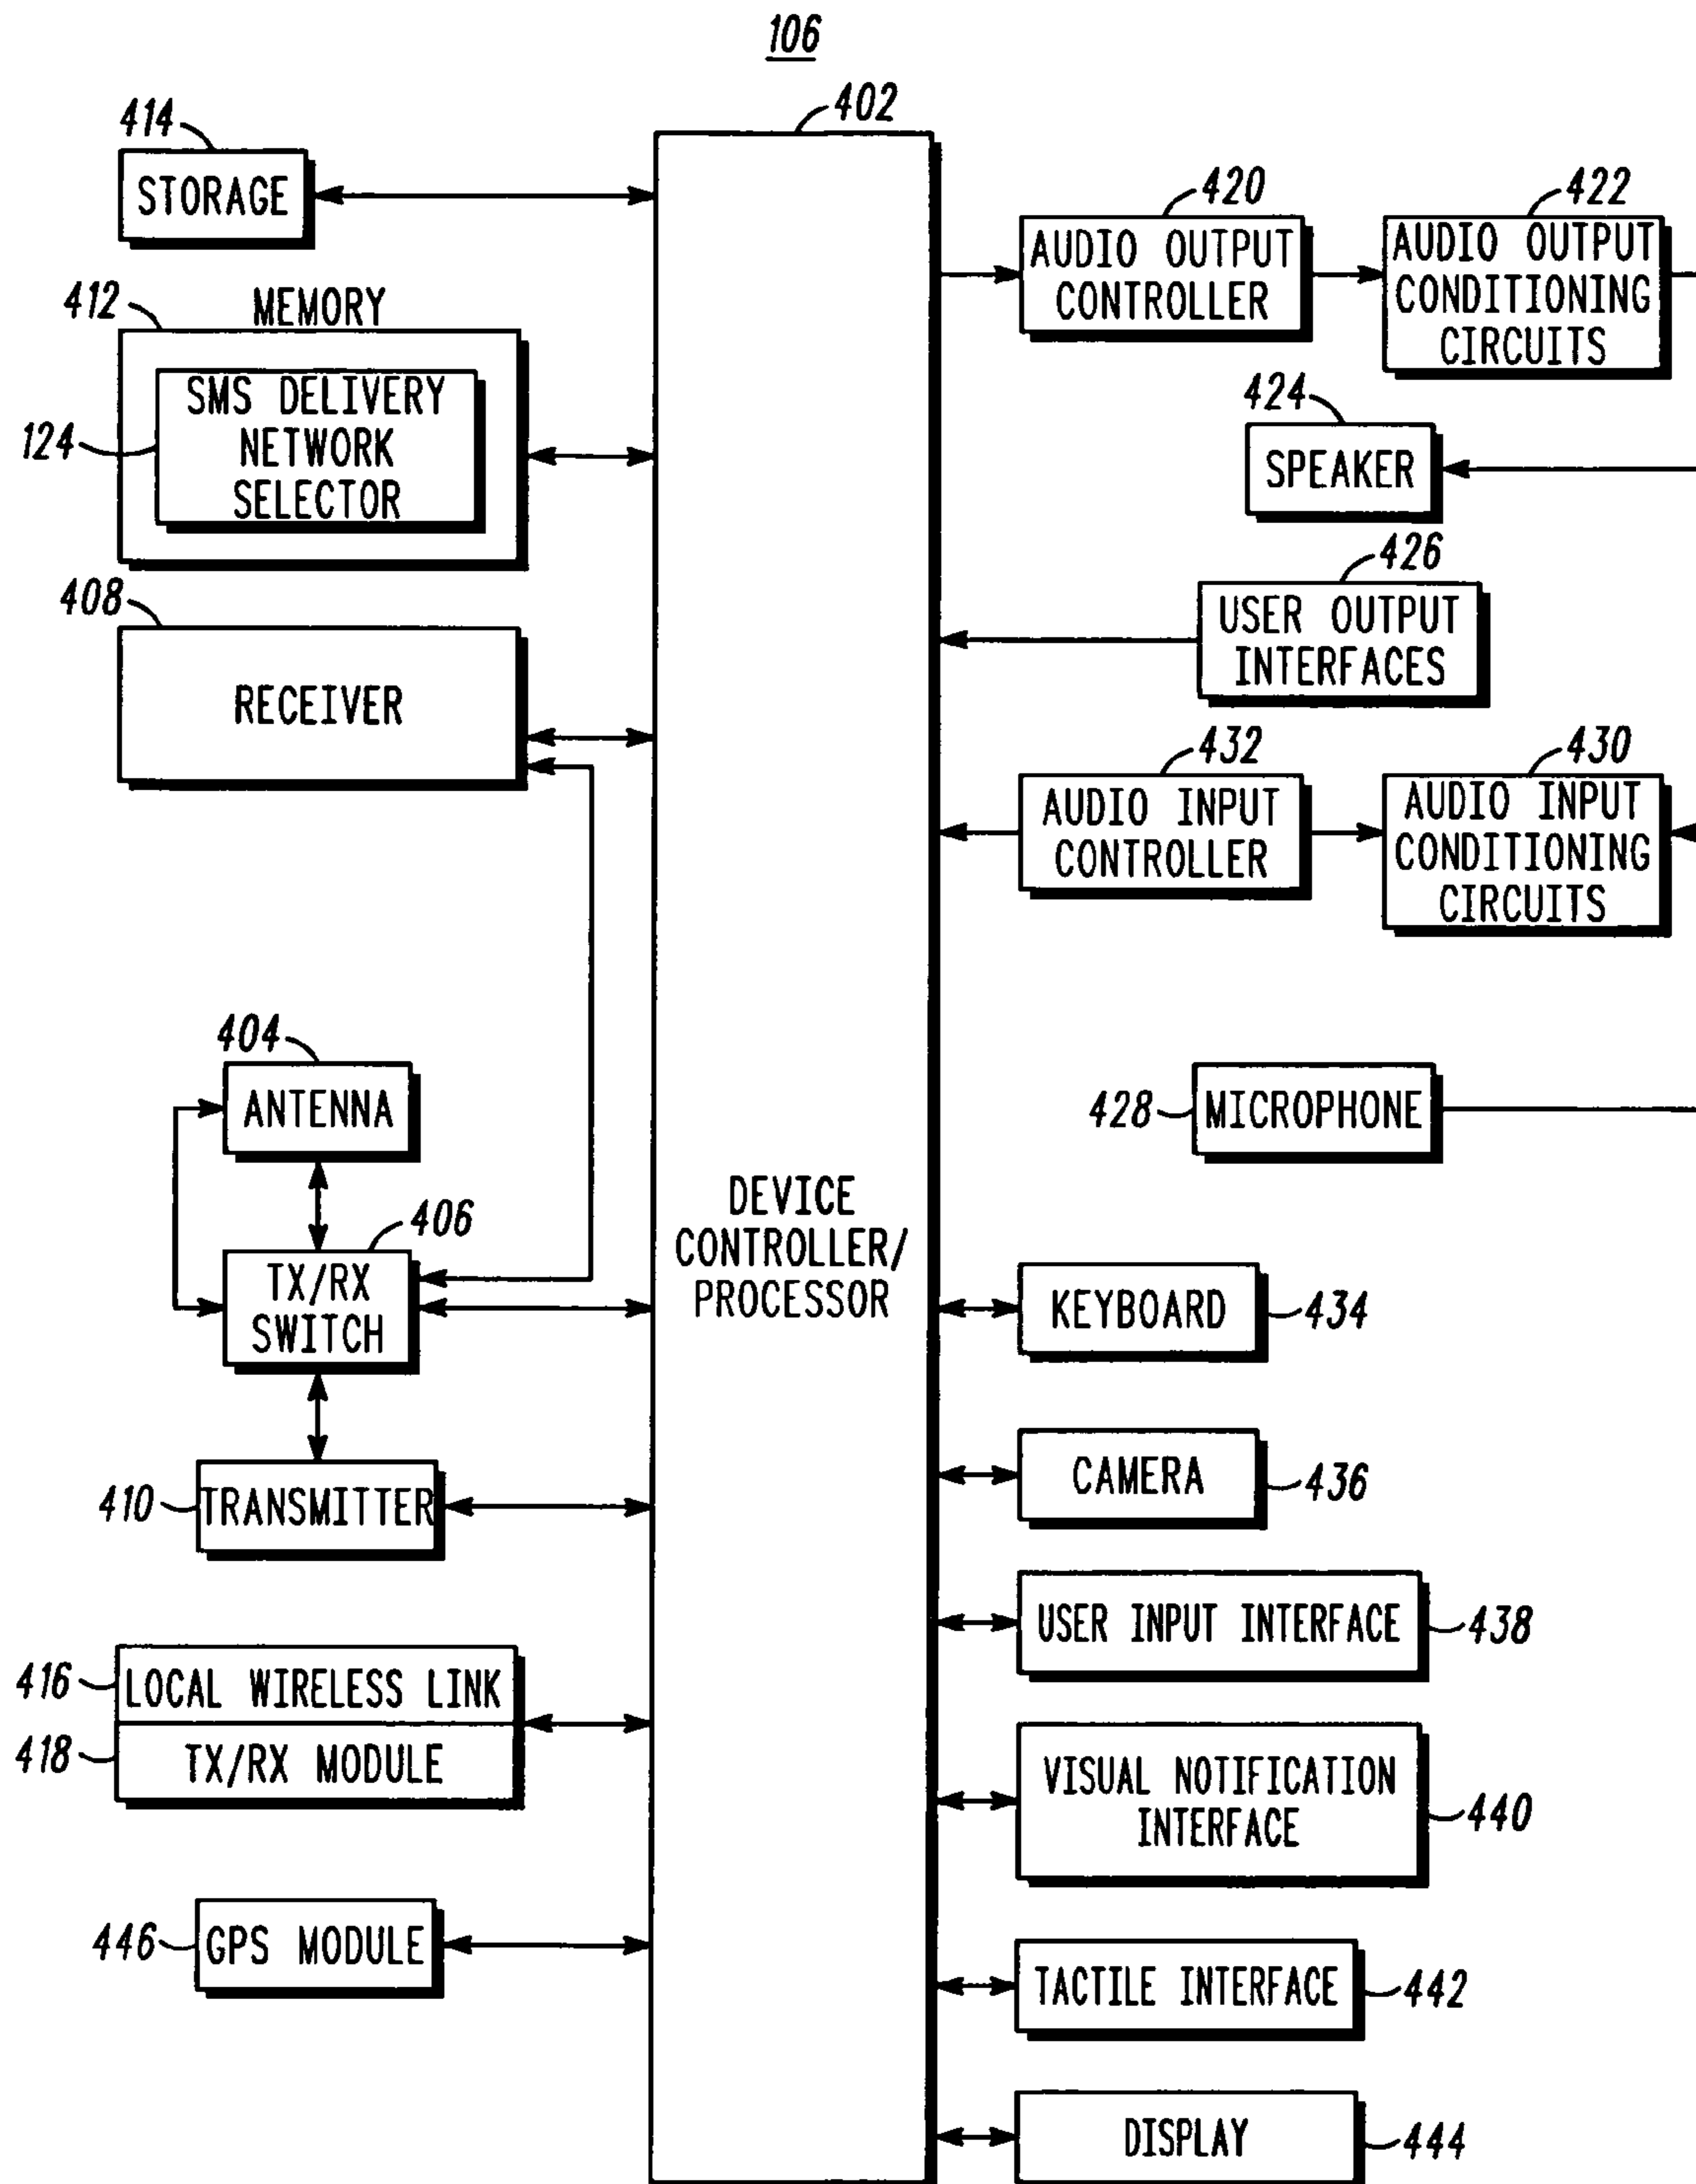 106
402
414
STORAGE
412
MEMORY
SMS DELIVERY
NETWORK
SELECTOR
124
408
RECEIVER
404
ANTENNA
406
TX/RX
SWITCH
410
TRANSMITTER
416
LOCAL WIRELESS LINK
418
TX/RX MODULE
446
GPS MODULE
DEVICE
CONTROLLER/
PROCESSOR
420
AUDIO OUTPUT
CONTROLLER
422
AUDIO OUTPUT
CONDITIONING
CIRCUITS
424
SPEAKER
426
USER OUTPUT
INTERFACES
432
AUDIO INPUT
CONTROLLER
430
AUDIO INPUT
CONDITIONING
CIRCUITS
428
MICROPHONE
KEYBOARD
434
CAMERA
436
USER INPUT INTERFACE
438
VISUAL NOTIFICATION
INTERFACE
440
TACTILE INTERFACE
442
DISPLAY
444